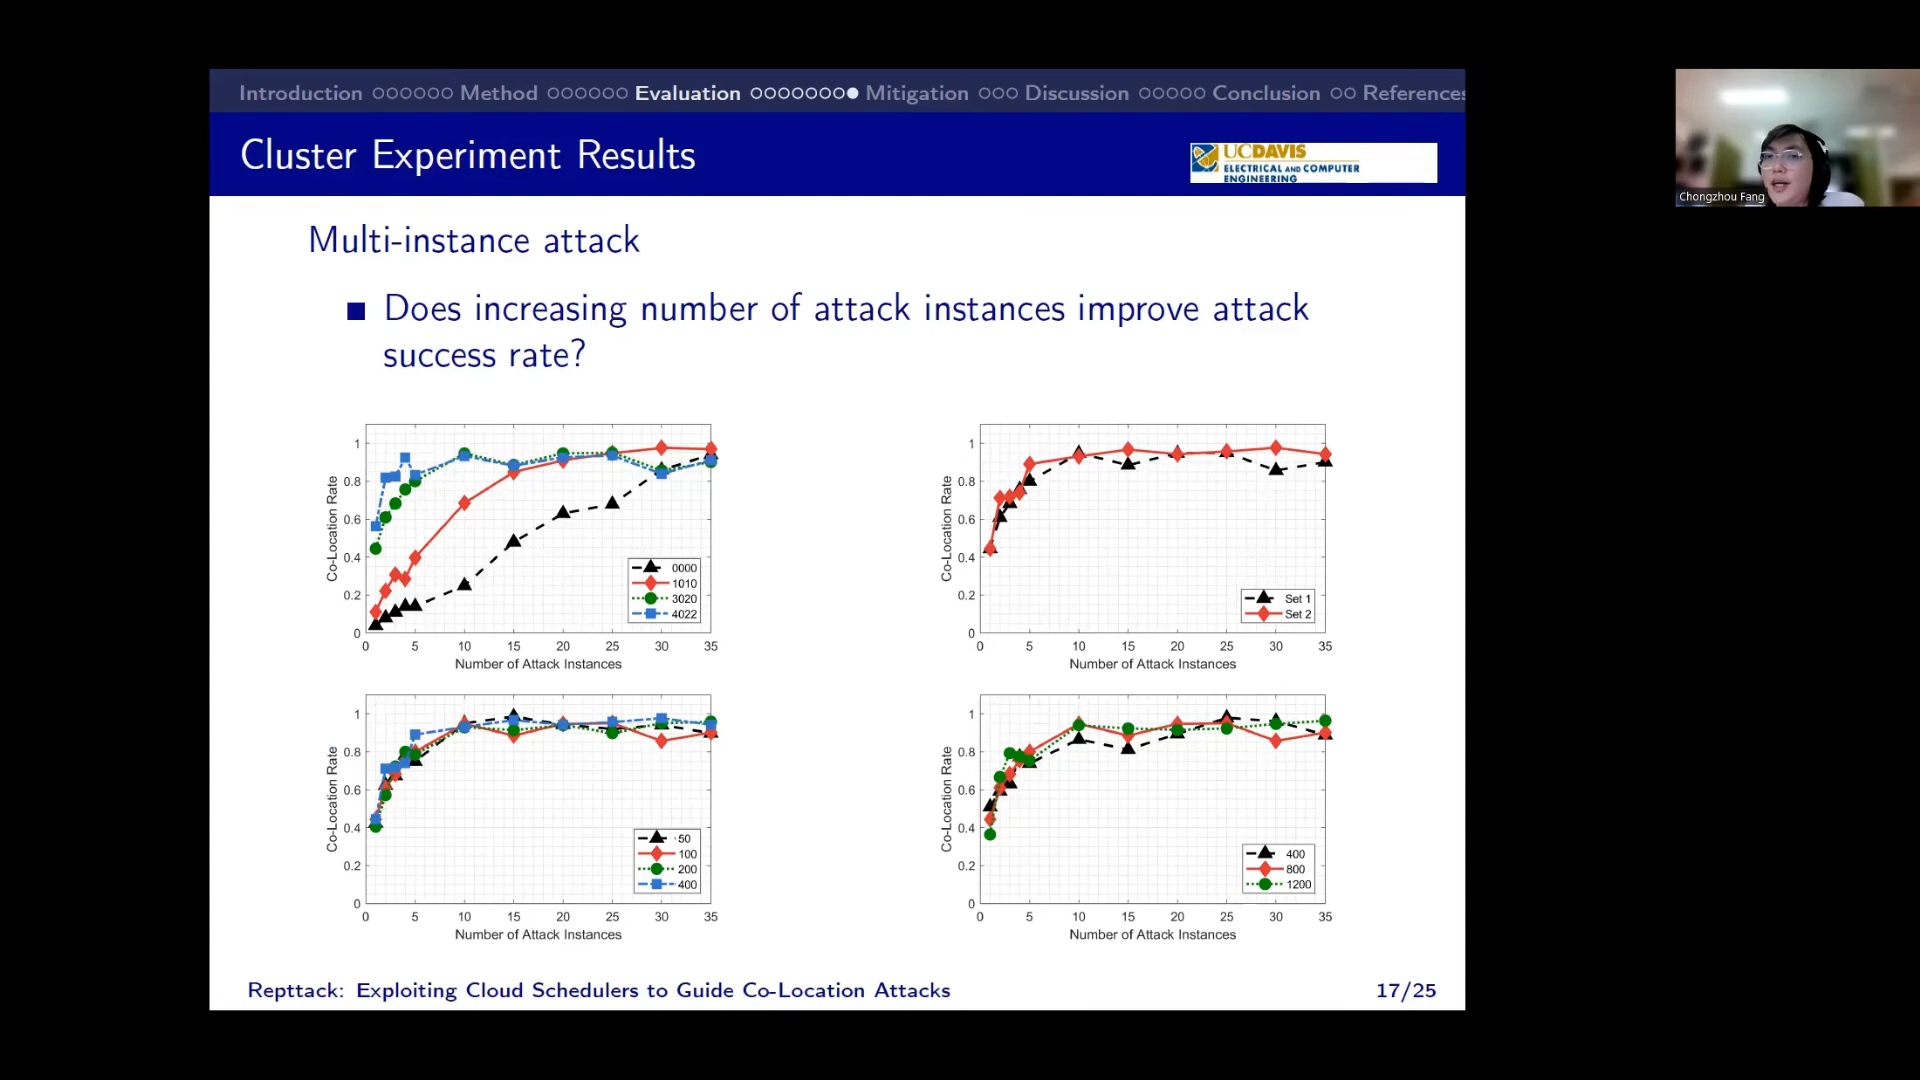 Introduction Method Evaluation Mitigation Discussion Conclusion References
Cluster Experiment Results
UCDAVIS
ELECTRICAL AND COMPUTER
ENGINEERING
Chongzhou Fang
Multi-instance attack
Does increasing number of attack instances improve attack
success rate?
Co-Location Rate
1
0.8
0.6
0.4
0.2
0
0000
1010
3020
4022
0 5 10 15 20 25 30 35
Number of Attack Instances
Co-Location Rate
1
0.8
0.6
0.4
0.2
0
Set 1
Set 2
0 5 10 15 20 25 30 35
Number of Attack Instances
Co-Location Rate
1
0.8
0.6
0.4
0.2
0
50
100
200
400
0 5 10 15 20 25 30 35
Number of Attack Instances
Co-Location Rate
1
0.8
0.6
0.4
0.2
0
400
800
1200
0 5 10 15 20 25 30 35
Number of Attack Instances
Repttack: Exploiting Cloud Schedulers to Guide Co-Location Attacks 17/25